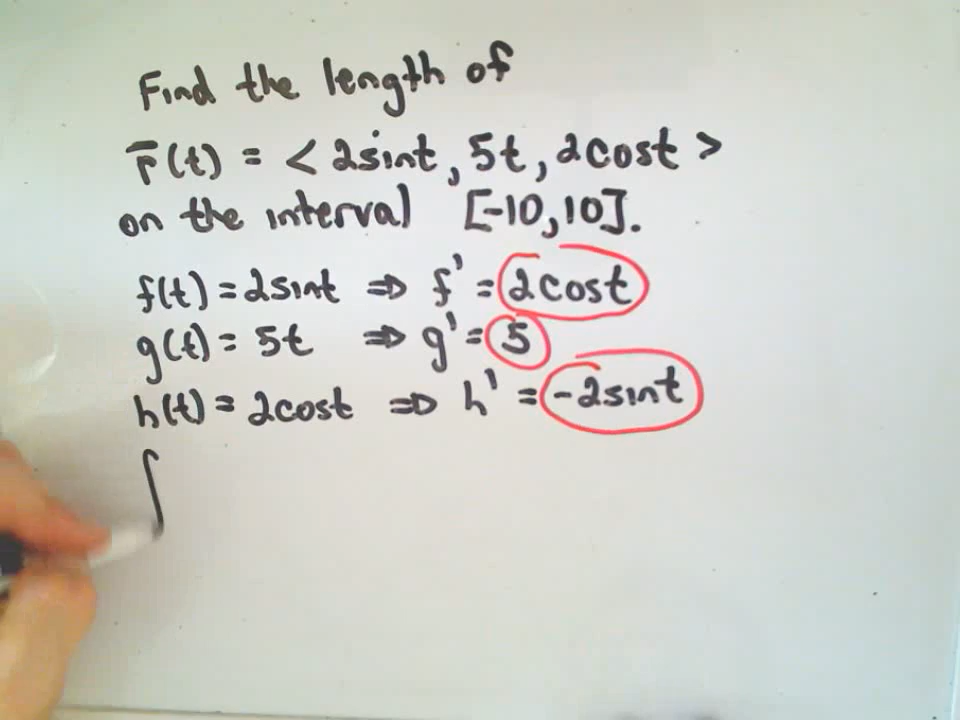 Find the length of
r̄(t) = < 2sint, 5t, 2cost >
on the interval [-10,10].
f(t) = 2sint ⇒ f' = 2cost
g(t) = 5t ⇒ g' = 5
h(t) = 2cost ⇒ h' = -2sint
∫